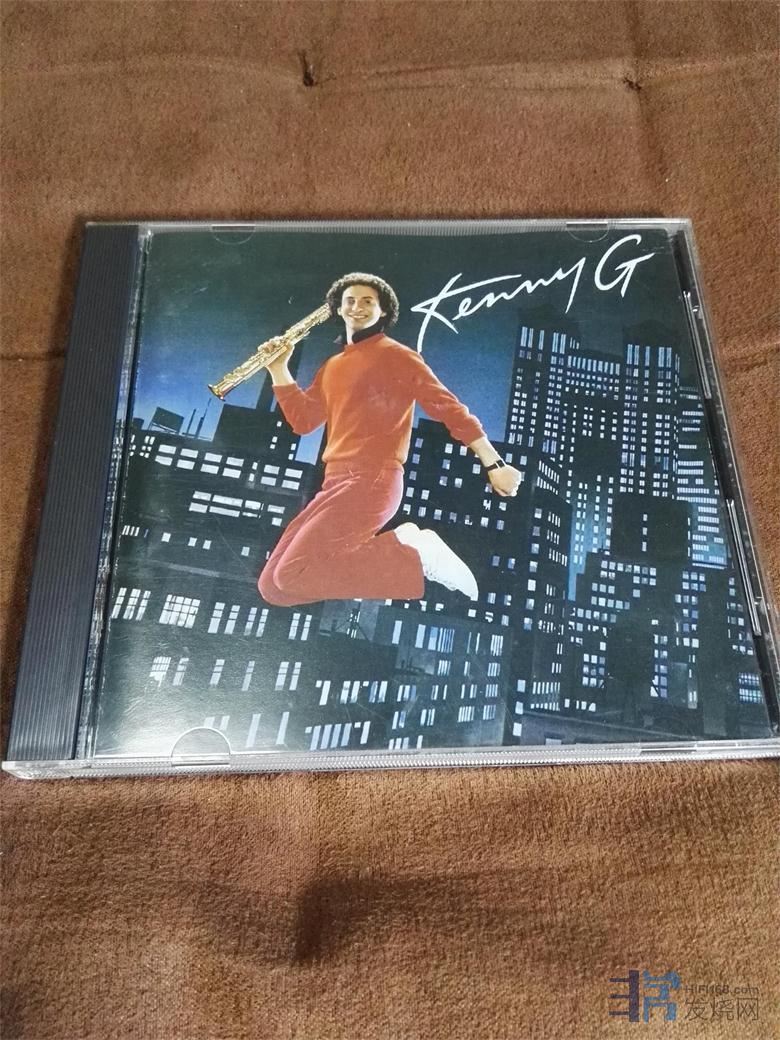 Kenny G
HiFi168.com
发烧网